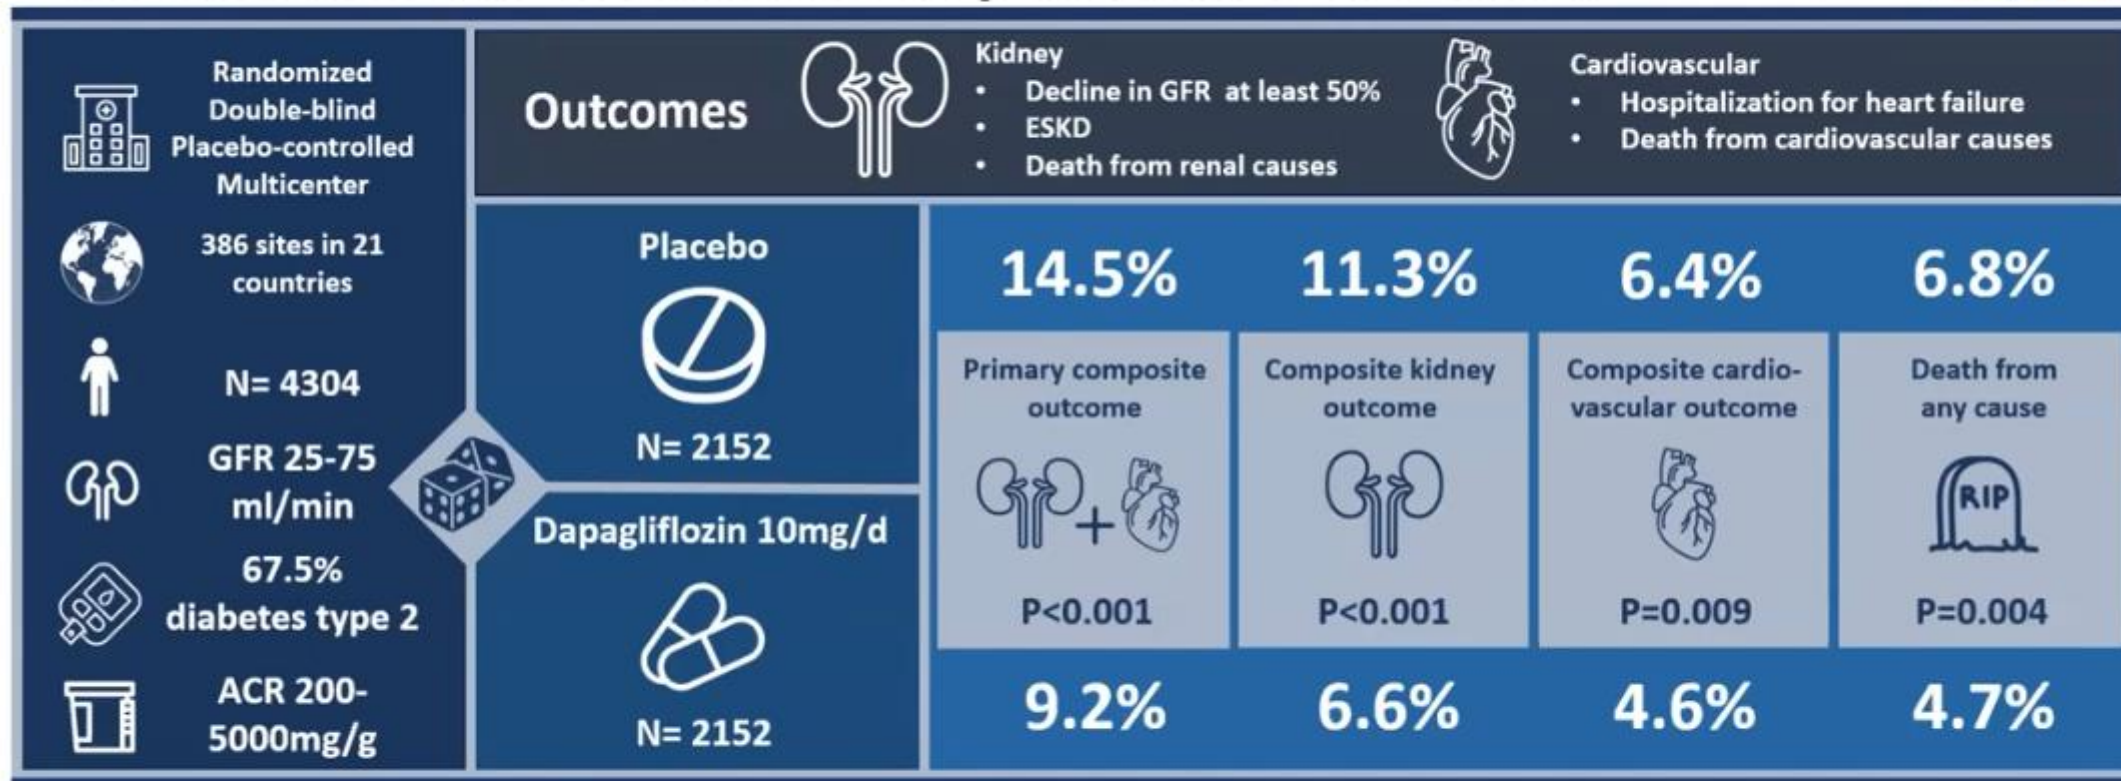 Randomized
Double-blind
Placebo-controlled
Multicenter
386 sites in 21
countries
N= 4304
GFR 25-75
ml/min
67.5%
diabetes type 2
ACR 200-
5000mg/g
Outcomes
Kidney
• Decline in GFR at least 50%
• ESKD
• Death from renal causes
Cardiovascular
• Hospitalization for heart failure
• Death from cardiovascular causes
Placebo
N= 2152
Dapagliflozin 10mg/d
N= 2152
14.5%
11.3%
6.4%
6.8%
Primary composite
outcome
+
P<0.001
Composite kidney
outcome
P<0.001
Composite cardio-
vascular outcome
P=0.009
Death from
any cause
RIP
P=0.004
9.2%
6.6%
4.6%
4.7%